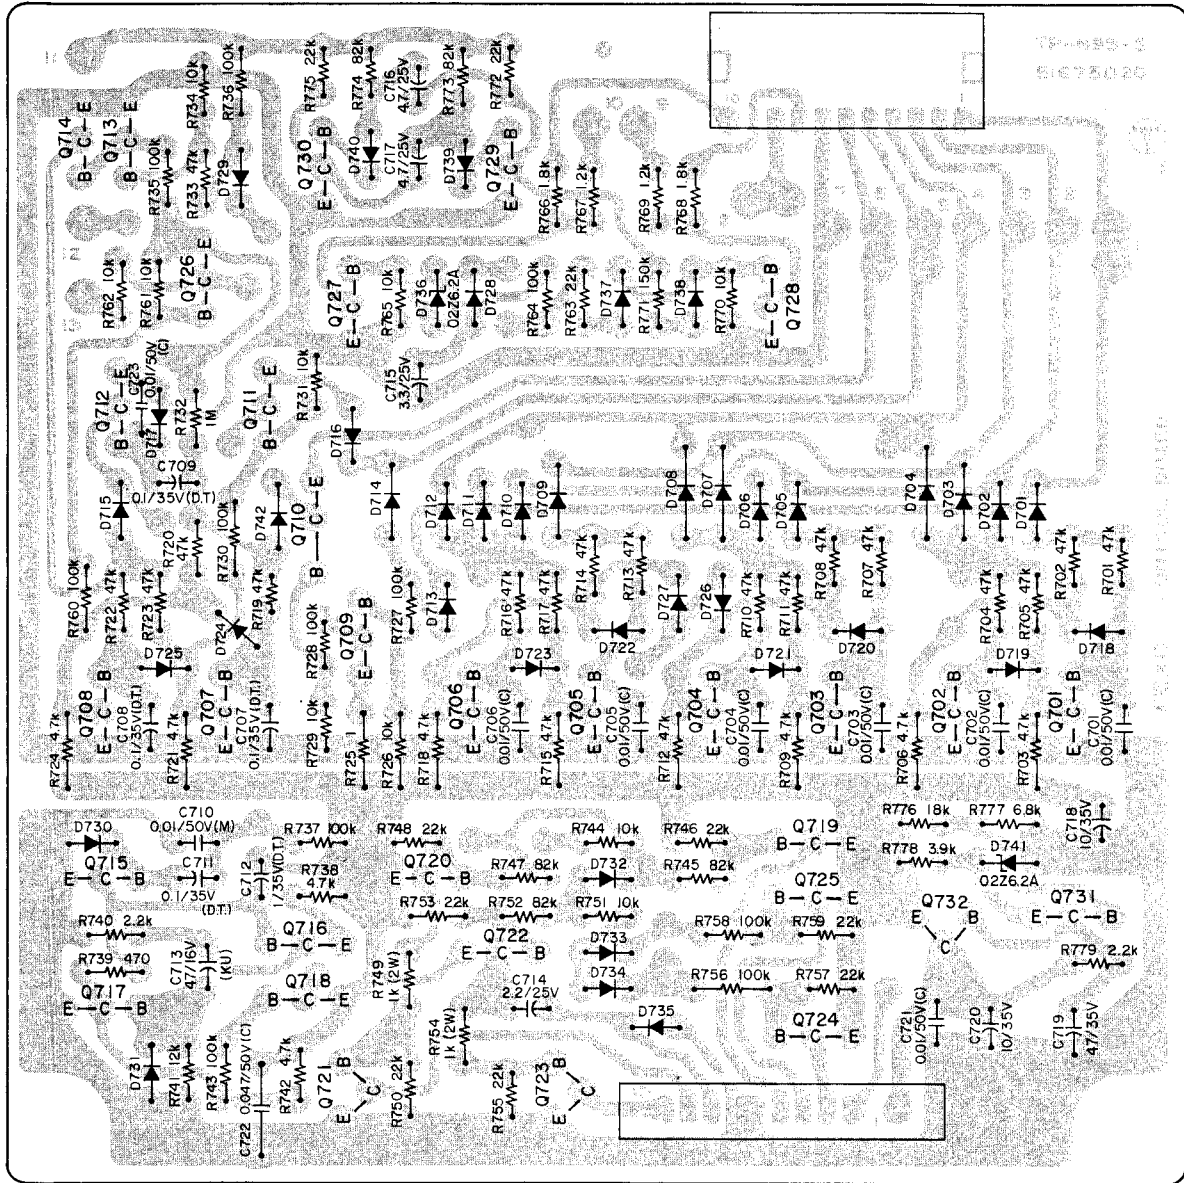 R734 10k
R736 100k
R775 22k
R774 82k
C716 47/25V
R773 82k
R772 22k
Q714
B-C-E
Q713
B-C-E
R735 100k
R733 47k
D729
Q730
E-C-B
D740
C717 4.7/25V
D739
Q729
E-C-B
R766 1.8k
R767 1.2k
R769 1.2k
R768 1.8k
R762 10k
R761 10k
Q726
B-C-E
Q727
E-C-B
R765 10k
D736 02Z6.2A
D728
R764 100k
R763 22k
D737
R771 150k
D738
R770 10k
E-C-B
Q728
Q712
B-C-E
C723 0.01/50V (C)
D717
R732 1M
Q711
B-C-E
R731 10k
D716
C715 3.3/25V
D715
C709
0.1/35V(D.T)
R720 47k
R730 100k
D742
Q710
B-C-E
D714
D712
D711
D710
D709
D708
D707
D706
D705
D704
D703
D702
D701
R760 100k
R722 47k
R723 47k
D724
R719 47k
R728 100k
Q709
E-C-B
R727 100k
D713
R716 47k
R717 47k
R714 47k
R713 47k
D727
D726
R710 47k
R711 47k
R708 47k
R707 47k
R704 47k
R705 47k
R702 47k
R701 47k
D725
D723
D722
D721
D720
D719
D718
R724 4.7k
Q708
E-C-B
C708 0.1/35V(D.T.)
R721 4.7k
Q707
E-C-B
C707 0.1/35V(D.T.)
R729 10k
R725 1
R726 10k
R718 4.7k
Q706
E-C-B
C706 0.01/50V(C)
R715 4.7k
Q705
E-C-B
C705 0.01/50V(C)
R712 47k
Q704
E-C-B
C704 0.01/50V(C)
R709 4.7k
Q703
E-C-B
C703 0.01/50V(C)
R706 4.7k
Q702
E-C-B
C702 0.01/50V(C)
R703 4.7k
Q701
E-C-B
C701 0.01/50V(C)
D730
C710
0.01/50V(M)
R737 100k
R748 22k
R744 10k
R746 22k
Q719
B-C-E
R776 18k
R777 6.8k
C718 10/35V
Q715
E-C-B
C711
0.1/35V
(D.T.)
C712 1/35V(D.T.)
R738
4.7k
Q720
E-C-B
R747 82k
D732
R745 82k
R778 3.9k
D741
02Z6.2A
Q725
B-C-E
R753 22k
R752 82k
R751 10k
Q732
E B
C
Q731
E-C-B
R740 2.2k
Q716
B-C-E
Q722
E-C-B
D733
R758 100k
R759 22k
R739 470
C713 47/16V (KU)
Q718
B-C-E
R749 1k (2W)
C714
2.2/25V
D734
R756 100k
R757 22k
R779 2.2k
Q717
E-C-B
R754 1k (2W)
D735
Q724
B-C-E
C721 0.01/50V(C)
C720 10/35V
C719 47/35V
D731
R741 12k
R743 100k
C722 0.047/50V(C)
R742 4.7k
Q721
B
C
E
R750 22k
R755 22k
Q723
B
C
E